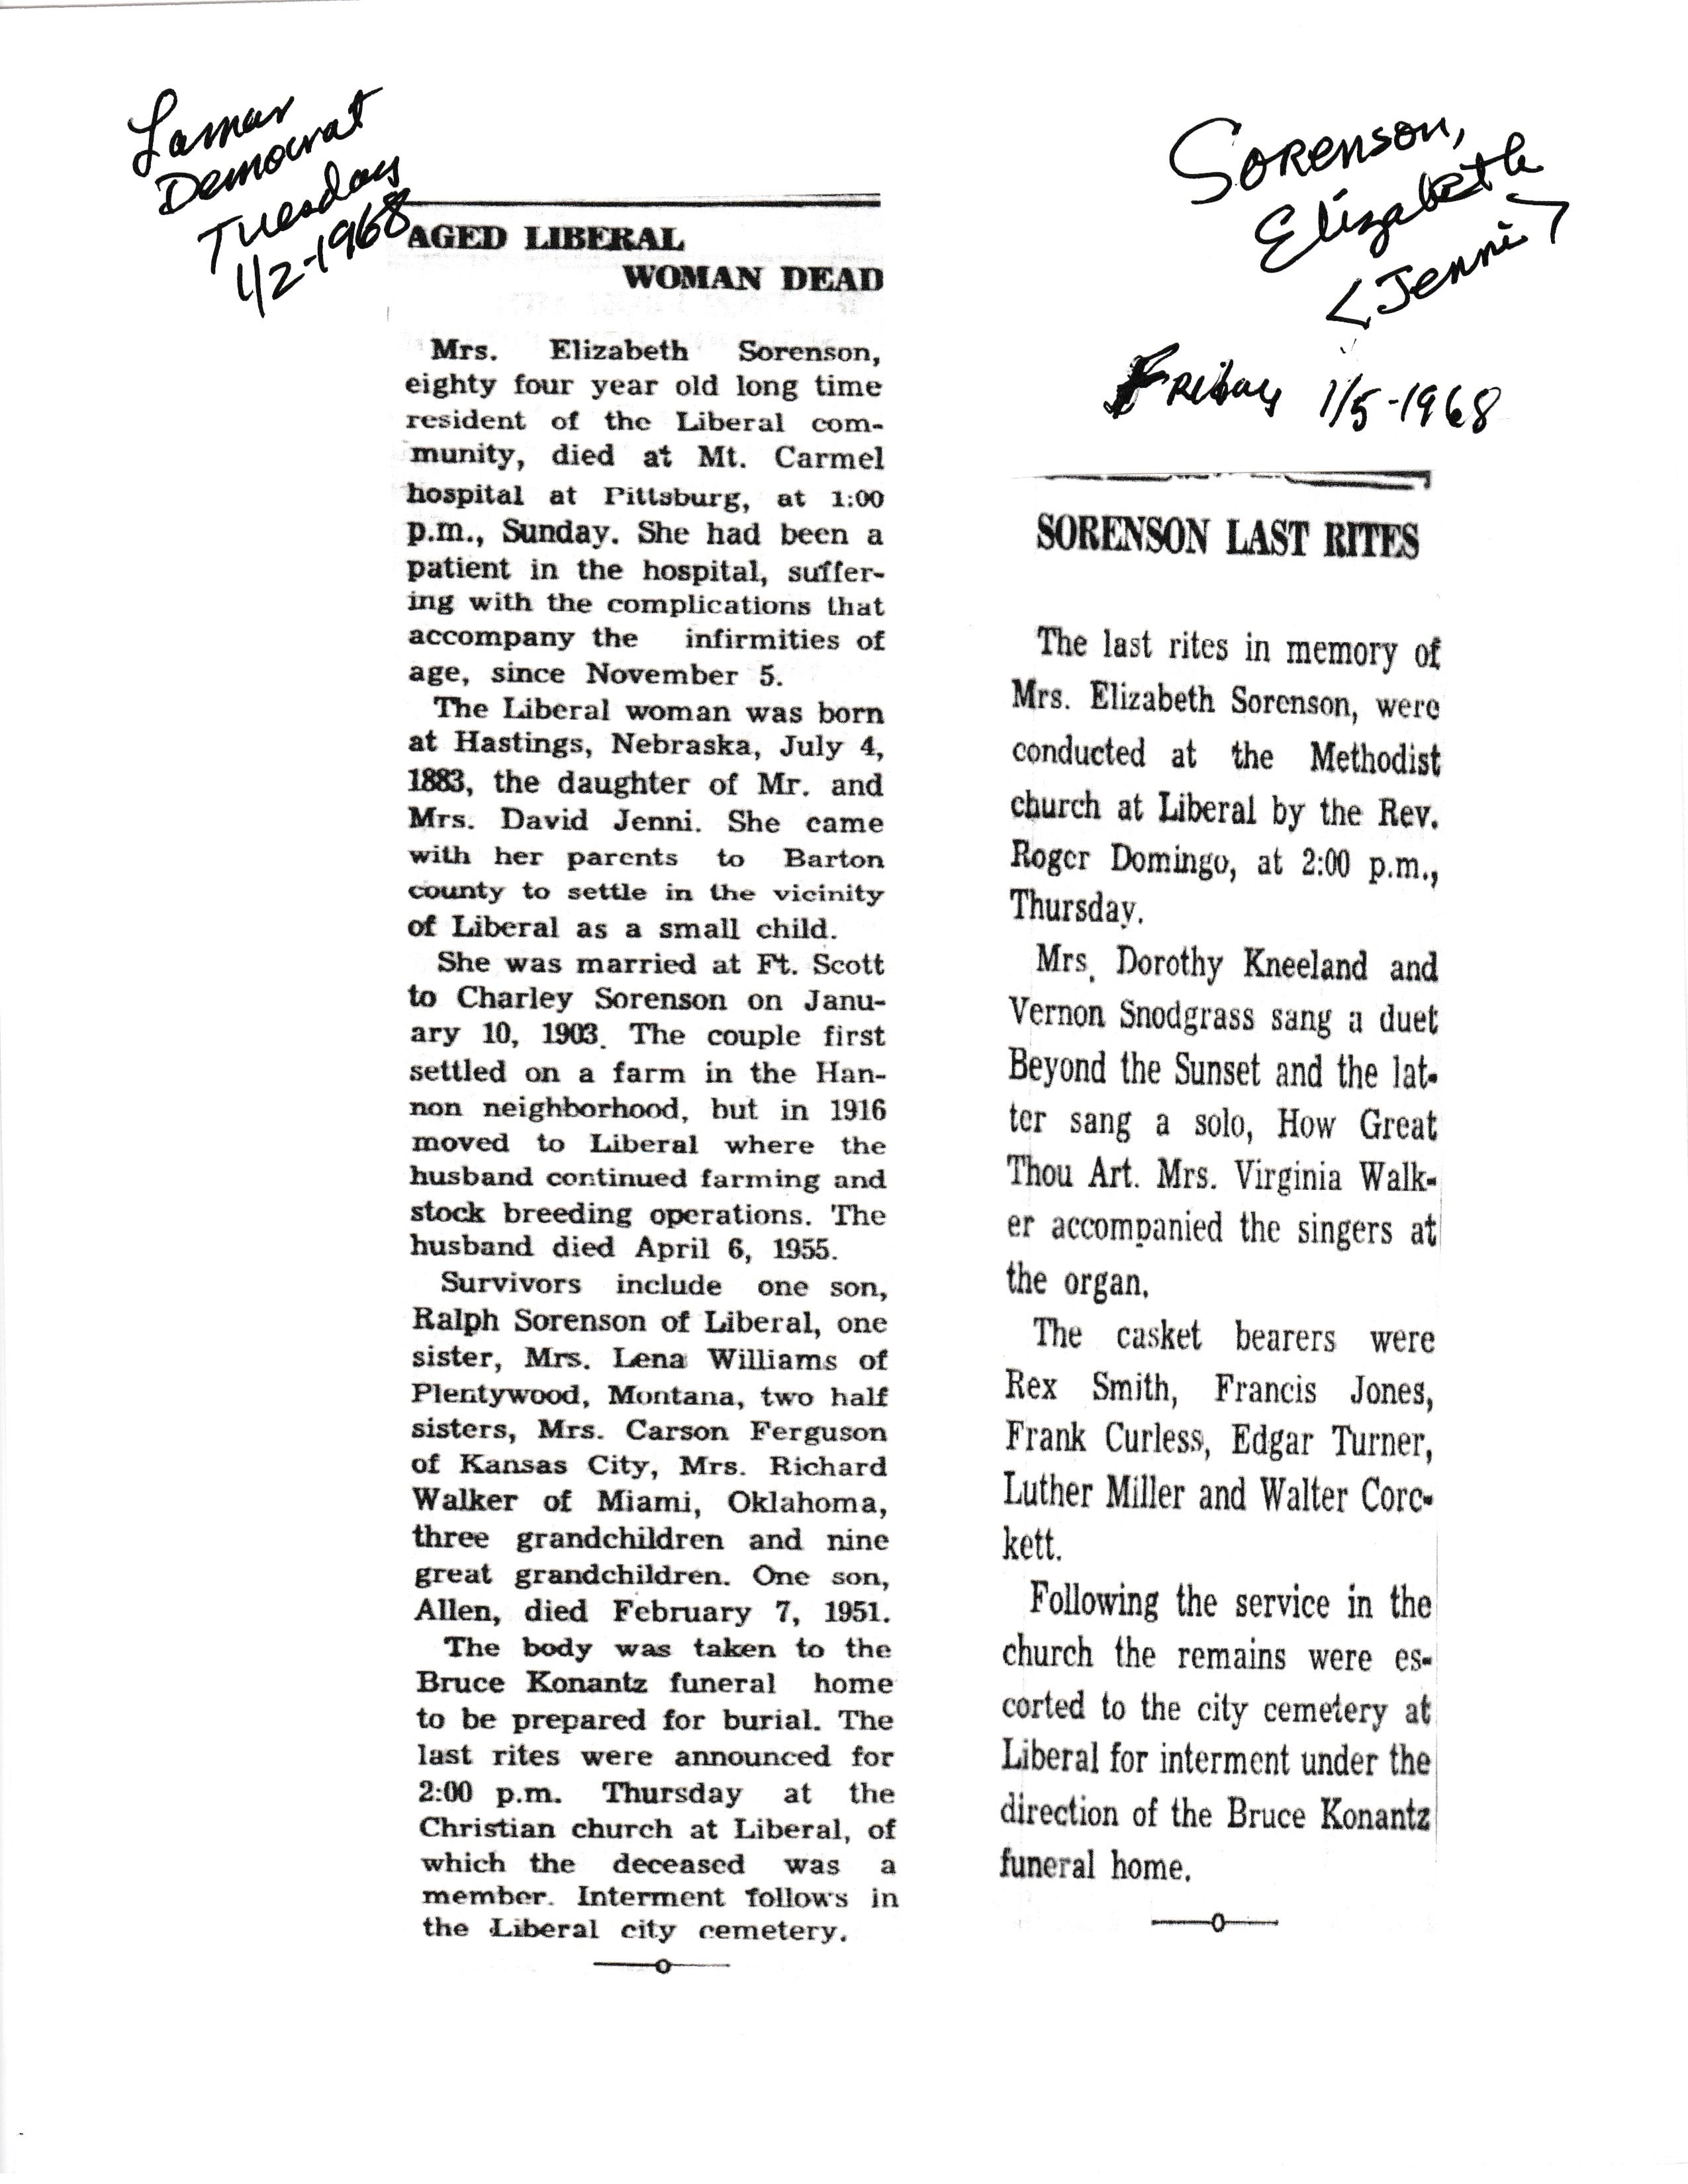 Lamar
Democrat
Tuesday
1/2-1968
AGED LIBERAL
WOMAN DEAD
Mrs. Elizabeth Sorenson,
eighty four year old long time
resident of the Liberal com-
munity, died at Mt. Carmel
hospital at Pittsburg, at 1:00
p.m., Sunday. She had been a
patient in the hospital, suffer-
ing with the complications that
accompany the infirmities of
age, since November 5.
The Liberal woman was born
at Hastings, Nebraska, July 4,
1883, the daughter of Mr. and
Mrs. David Jenni. She came
with her parents to Barton
county to settle in the vicinity
of Liberal as a small child.
She was married at Ft. Scott
to Charley Sorenson on Janu-
ary 10, 1903. The couple first
settled on a farm in the Han-
non neighborhood, but in 1916
moved to Liberal where the
husband continued farming and
stock breeding operations. The
husband died April 6, 1955.
Survivors include one son,
Ralph Sorenson of Liberal, one
sister, Mrs. Lena Williams of
Plentywood, Montana, two half
sisters, Mrs. Carson Ferguson
of Kansas City, Mrs. Richard
Walker of Miami, Oklahoma,
three grandchildren and nine
great grandchildren. One son,
Allen, died February 7, 1951.
The body was taken to the
Bruce Konantz funeral home
to be prepared for burial. The
last rites were announced for
2:00 p.m. Thursday at the
Christian church at Liberal, of
which the deceased was a
member. Interment follows in
the Liberal city cemetery.
Sorenson,
Elizabeth
<Jenni>
Friday 1/5-1968
SORENSON LAST RITES
The last rites in memory of
Mrs. Elizabeth Sorenson, were
conducted at the Methodist
church at Liberal by the Rev.
Roger Domingo, at 2:00 p.m.,
Thursday.
Mrs. Dorothy Kneeland and
Vernon Snodgrass sang a duet
Beyond the Sunset and the lat-
ter sang a solo, How Great
Thou Art. Mrs. Virginia Walk-
er accompanied the singers at
the organ.
The casket bearers were
Rex Smith, Francis Jones,
Frank Curless, Edgar Turner,
Luther Miller and Walter Corc-
kett.
Following the service in the
church the remains were es-
corted to the city cemetery at
Liberal for interment under the
direction of the Bruce Konantz
funeral home.